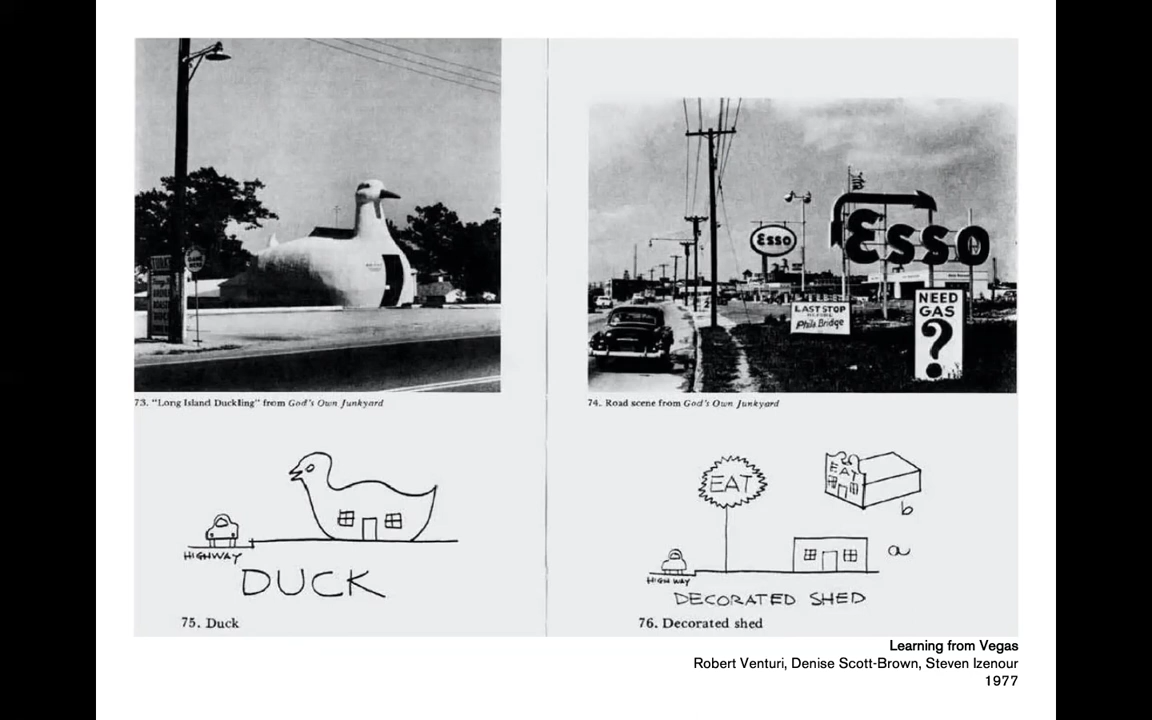 Esso
Esso
LAST STOP
Phila Bridge
NEED
GAS
?
73. "Long Island Duckling" from God's Own Junkyard
74. Road scene from God's Own Junkyard
HIGHWAY
DUCK
75. Duck
EAT
EAT
b
a
HIGHWAY
DECORATED SHED
76. Decorated shed
Learning from Vegas
Robert Venturi, Denise Scott-Brown, Steven Izenour
1977